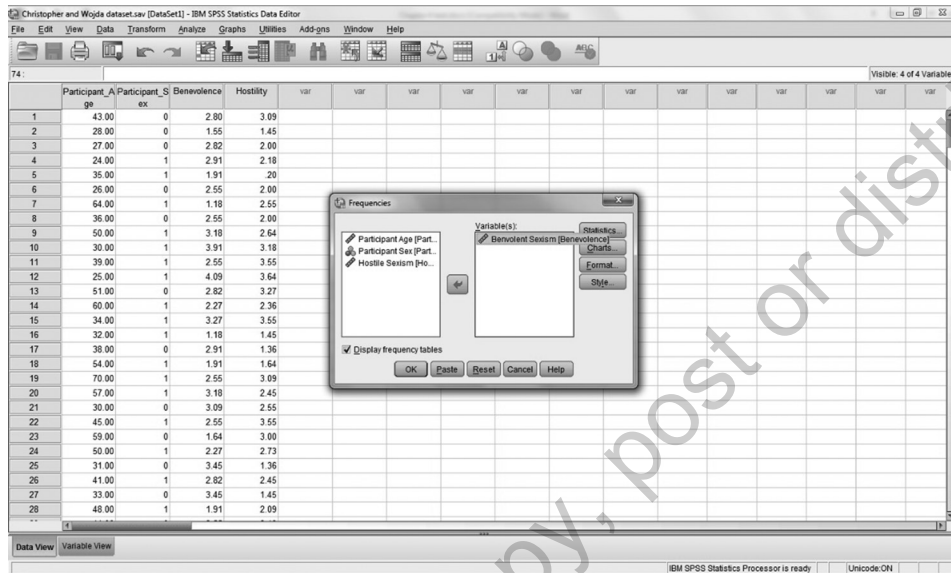 Christopher and Wojda dataset.sav [DataSet1] - IBM SPSS Statistics Data Editor
File Edit View Data Transform Analyze Graphs Utilities Add-ons Window Help
74 :
Visible: 4 of 4 Variable
Participant_Age Participant_Sex Benevolence Hostility var var var var var var var var var var
1 43.00 0 2.80 3.09
2 28.00 0 1.55 1.45
3 27.00 0 2.82 2.00
4 24.00 1 2.91 2.18
5 35.00 1 1.91 .20
6 26.00 0 2.55 2.00
7 64.00 1 1.18 2.55
8 36.00 0 2.55 2.00
9 50.00 1 3.18 2.64
10 30.00 1 3.91 3.18
11 39.00 1 2.55 3.55
12 25.00 1 4.09 3.64
13 51.00 0 2.82 3.27
14 60.00 1 2.27 2.36
15 34.00 1 3.27 3.55
16 32.00 1 1.18 1.45
17 38.00 0 2.91 1.36
18 54.00 1 1.91 1.64
19 70.00 1 2.55 3.09
20 57.00 1 3.18 2.45
21 30.00 0 3.09 2.55
22 45.00 1 2.55 3.55
23 59.00 0 1.64 3.00
24 50.00 1 2.27 2.73
25 31.00 0 3.45 1.36
26 41.00 1 2.82 2.45
27 33.00 0 3.45 1.45
28 48.00 1 1.91 2.09
Frequencies
Variable(s):
Participant Age [Part...
Participant Sex [Part...
Hostile Sexism [Ho...
Benvolent Sexism [Benevolence]
Statistics...
Charts...
Format...
Style...
Display frequency tables
OK Paste Reset Cancel Help
Data View Variable View
IBM SPSS Statistics Processor is ready Unicode:ON
py, post or distr